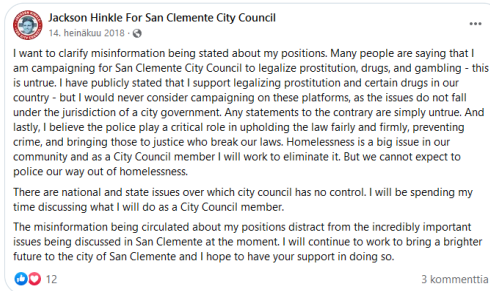 Jackson Hinkle For San Clemente City Council
14. heinäkuu 2018 ·
I want to clarify misinformation being stated about my positions. Many people are saying that I
am campaigning for San Clemente City Council to legalize prostitution, drugs, and gambling - this
is untrue. I have publicly stated that I support legalizing prostitution and certain drugs in our
country - but I would never consider campaigning on these platforms, as the issues do not fall
under the jurisdiction of a city government. Any statements to the contrary are simply untrue. And
lastly, I believe the police play a critical role in upholding the law fairly and firmly, preventing
crime, and bringing those to justice who break our laws. Homelessness is a big issue in our
community and as a City Council member I will work to eliminate it. But we cannot expect to
police our way out of homelessness.
There are national and state issues over which city council has no control. I will be spending my
time discussing what I will do as a City Council member.
The misinformation being circulated about my positions distract from the incredibly important
issues being discussed in San Clemente at the moment. I will continue to work to bring a brighter
future to the city of San Clemente and I hope to have your support in doing so.
12
3 kommenttia